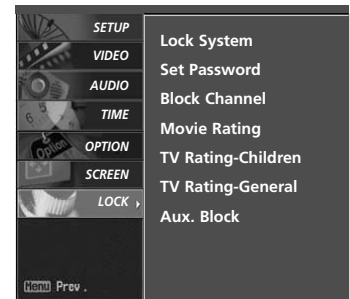 SETUP
VIDEO
AUDIO
TIME
OPTION
SCREEN
LOCK
Menu Prev .
Lock System
Set Password
Block Channel
Movie Rating
TV Rating-Children
TV Rating-General
Aux. Block
Option